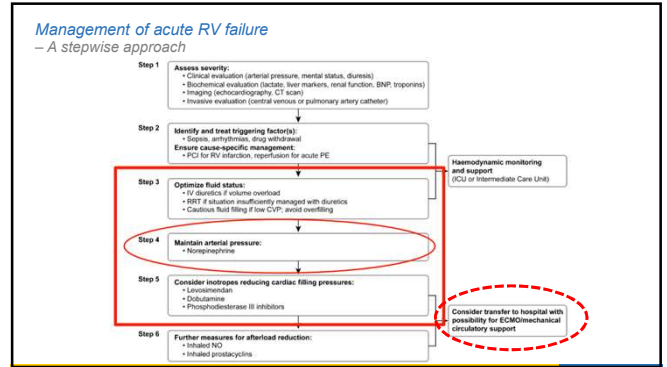 Management of acute RV failure
– A stepwise approach
Step 1
Assess severity:
• Clinical evaluation (arterial pressure, mental status, diuresis)
• Biochemical evaluation (lactate, liver markers, renal function, BNP, troponins)
• Imaging (echocardiography, CT scan)
• Invasive evaluation (central venous or pulmonary artery catheter)
Step 2
Identify and treat triggering factor(s):
• Sepsis, arrhythmias, drug withdrawal
Ensure cause-specific management:
• PCI for RV infarction, reperfusion for acute PE
Haemodynamic monitoring
and support
(ICU or Intermediate Care Unit)
Step 3
Optimize fluid status:
• IV diuretics if volume overload
• RRT if situation insufficiently managed with diuretics
• Cautious fluid filling if low CVP; avoid overfilling
Step 4
Maintain arterial pressure:
• Norepinephrine
Step 5
Consider inotropes reducing cardiac filling pressures:
• Levosimendan
• Dobutamine
• Phosphodiesterase III inhibitors
Consider transfer to hospital with
possibility for ECMO/mechanical
circulatory support
Step 6
Further measures for afterload reduction:
• Inhaled NO
• Inhaled prostacyclins